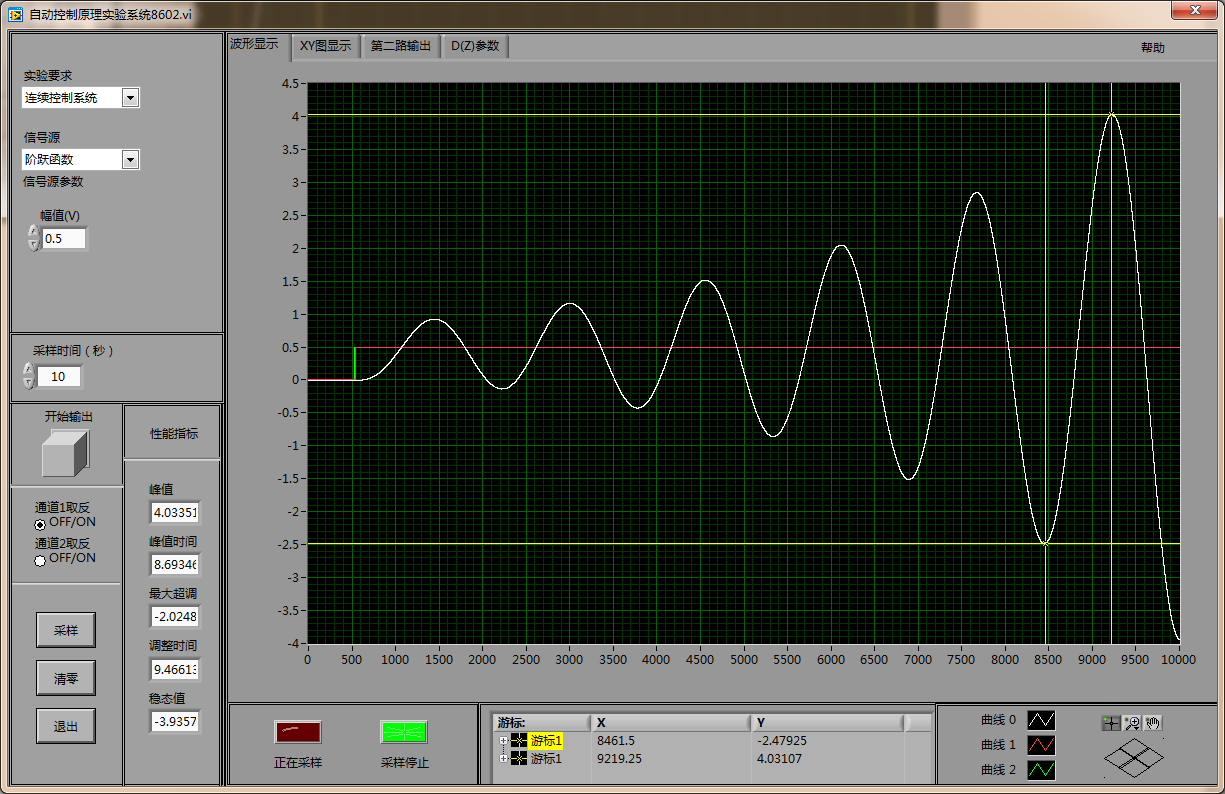 自动控制原理实验系统8602.vi
波形显示 XY图显示 第二路输出 D(Z)参数 帮助
实验要求
连续控制系统
信号源
阶跃函数
信号源参数
幅值(V)
0.5
采样时间（秒）
10
开始输出
通道1取反
OFF/ON
通道2取反
OFF/ON
采样
清零
退出
性能指标
峰值
4.03351
峰值时间
8.69346
最大超调
-2.0248
调整时间
9.46613
稳态值
-3.9357
4.5
4
3.5
3
2.5
2
1.5
1
0.5
0
-0.5
-1
-1.5
-2
-2.5
-3
-3.5
-4
0 500 1000 1500 2000 2500 3000 3500 4000 4500 5000 5500 6000 6500 7000 7500 8000 8500 9000 9500 10000
正在采样 采样停止
游标: X Y
游标1 8461.5 -2.47925
游标1 9219.25 4.03107
曲线 0
曲线 1
曲线 2